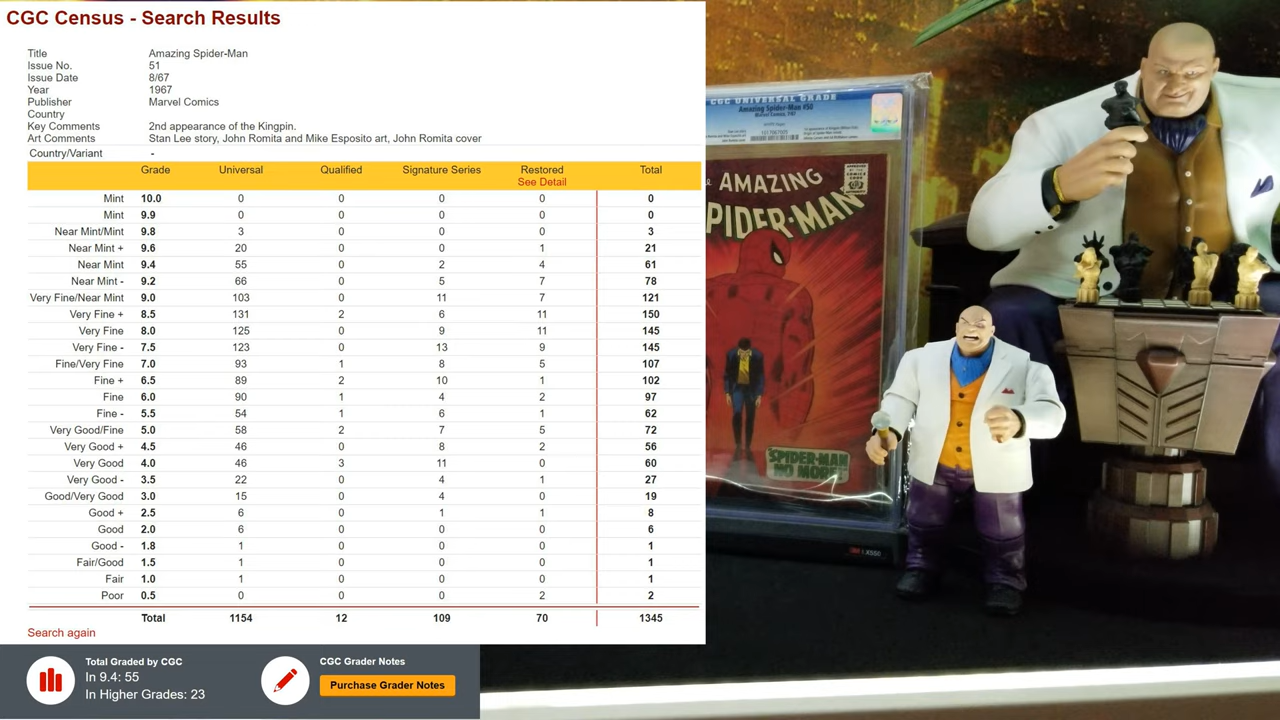 CGC Census - Search Results
Title Amazing Spider-Man
Issue No. 51
Issue Date 8/67
Year 1967
Publisher Marvel Comics
Country
Key Comments 2nd appearance of the Kingpin.
Art Comments Stan Lee story, John Romita and Mike Esposito art, John Romita cover
Country/Variant -
Grade Universal Qualified Signature Series Restored Total
See Detail
Mint 10.0 0 0 0 0 0
Mint 9.9 0 0 0 0 0
Near Mint/Mint 9.8 3 0 0 0 3
Near Mint + 9.6 20 0 0 1 21
Near Mint 9.4 55 0 2 4 61
Near Mint - 9.2 66 0 5 7 78
Very Fine/Near Mint 9.0 103 0 11 7 121
Very Fine + 8.5 131 2 6 11 150
Very Fine 8.0 125 0 9 11 145
Very Fine - 7.5 123 0 13 9 145
Fine/Very Fine 7.0 93 1 8 5 107
Fine + 6.5 89 2 10 1 102
Fine 6.0 90 1 4 2 97
Fine - 5.5 54 1 6 1 62
Very Good/Fine 5.0 58 2 7 5 72
Very Good + 4.5 46 0 8 2 56
Very Good 4.0 46 3 11 0 60
Very Good - 3.5 22 0 4 1 27
Good/Very Good 3.0 15 0 4 0 19
Good + 2.5 6 0 1 1 8
Good 2.0 6 0 0 0 6
Good - 1.8 1 0 0 0 1
Fair/Good 1.5 1 0 0 0 1
Fair 1.0 1 0 0 0 1
Poor 0.5 0 0 0 2 2
Total 1154 12 109 70 1345
Search again
Total Graded by CGC
In 9.4: 55
In Higher Grades: 23
CGC Grader Notes
Purchase Grader Notes
CGC UNIVERSAL GRADE
Amazing Spider-Man #50
Marvel Comics, 7/67
AMAZING
PIDER-MAN
SPIDER-MAN
NO MORE!